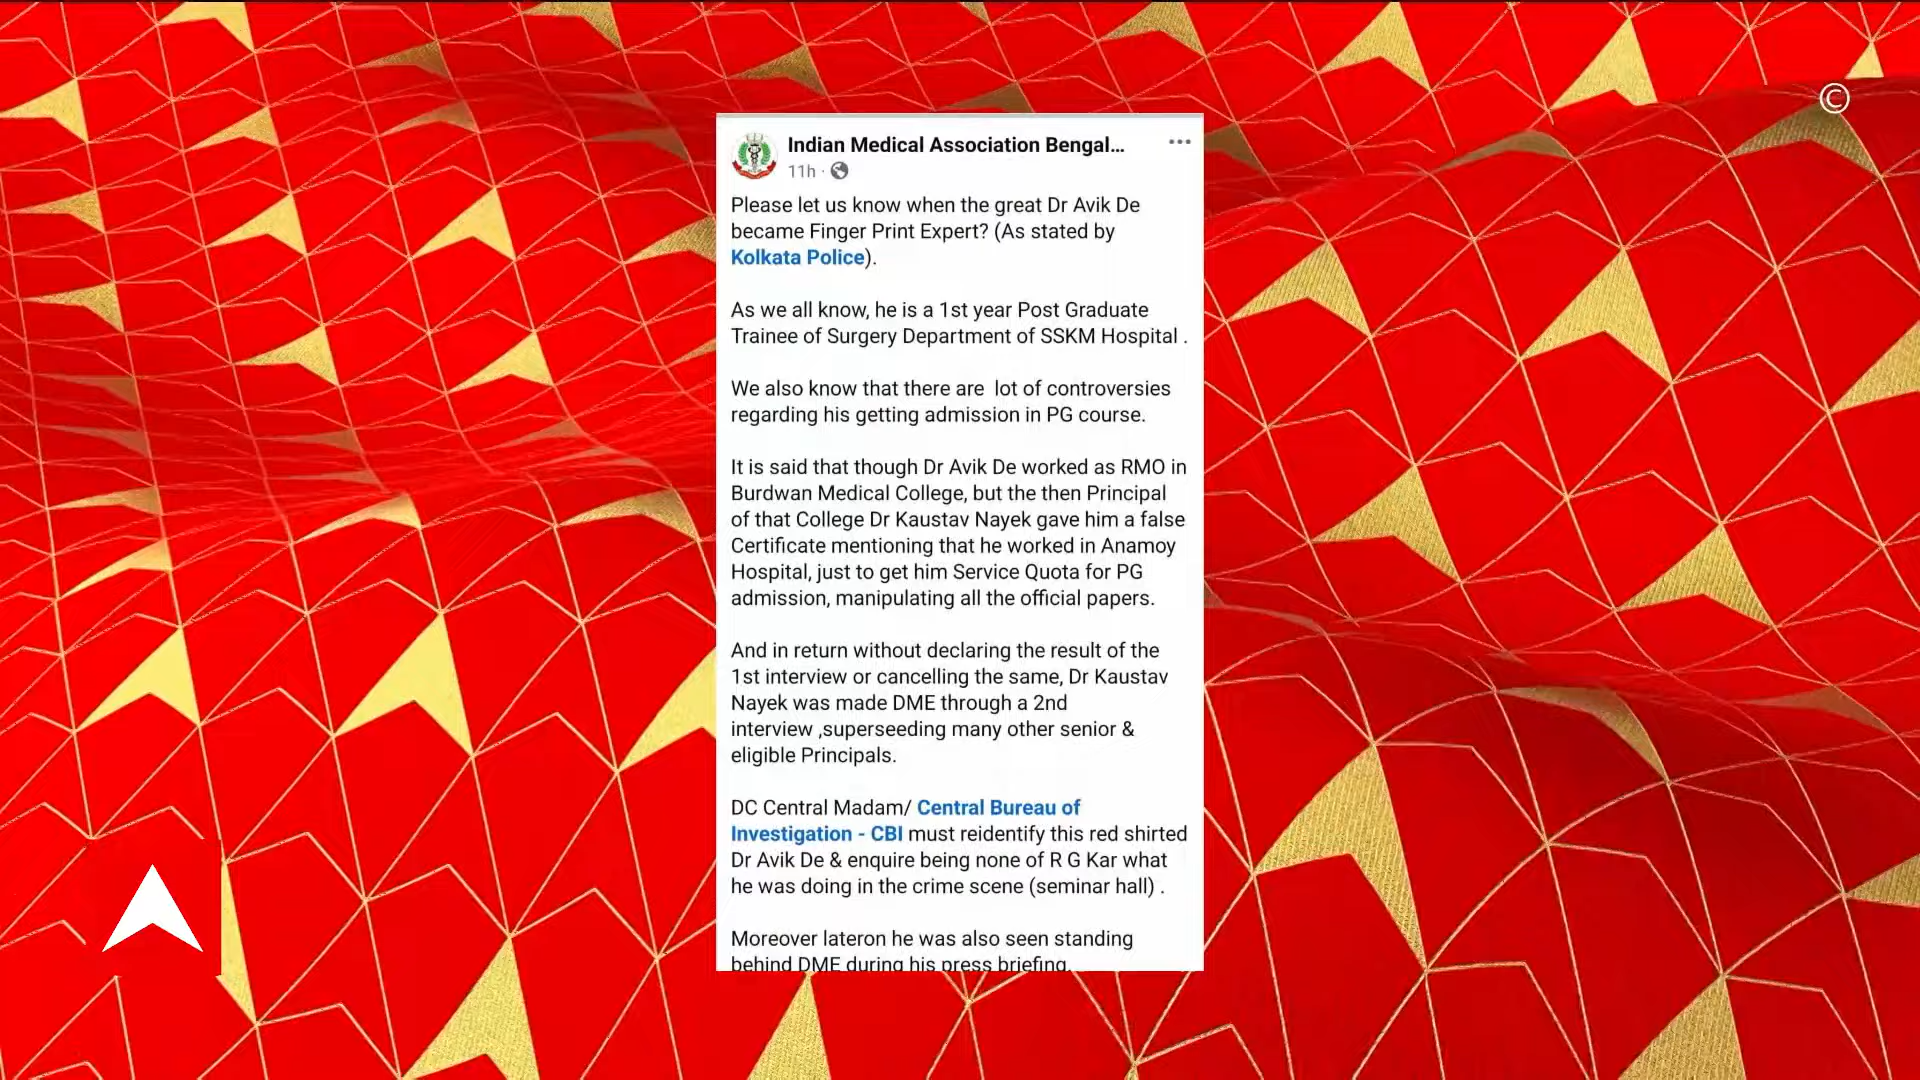 ©
Indian Medical Association Bengal...
11h ·
Please let us know when the great Dr Avik De
became Finger Print Expert? (As stated by
Kolkata Police).
As we all know, he is a 1st year Post Graduate
Trainee of Surgery Department of SSKM Hospital .
We also know that there are  lot of controversies
regarding his getting admission in PG course.
It is said that though Dr Avik De worked as RMO in
Burdwan Medical College, but the then Principal
of that College Dr Kaustav Nayek gave him a false
Certificate mentioning that he worked in Anamoy
Hospital, just to get him Service Quota for PG
admission, manipulating all the official papers.
And in return without declaring the result of the
1st interview or cancelling the same, Dr Kaustav
Nayek was made DME through a 2nd
interview ,superseeding many other senior &
eligible Principals.
DC Central Madam/ Central Bureau of
Investigation - CBI must reidentify this red shirted
Dr Avik De & enquire being none of R G Kar what
he was doing in the crime scene (seminar hall) .
Moreover lateron he was also seen standing
behind DME during his press briefing.